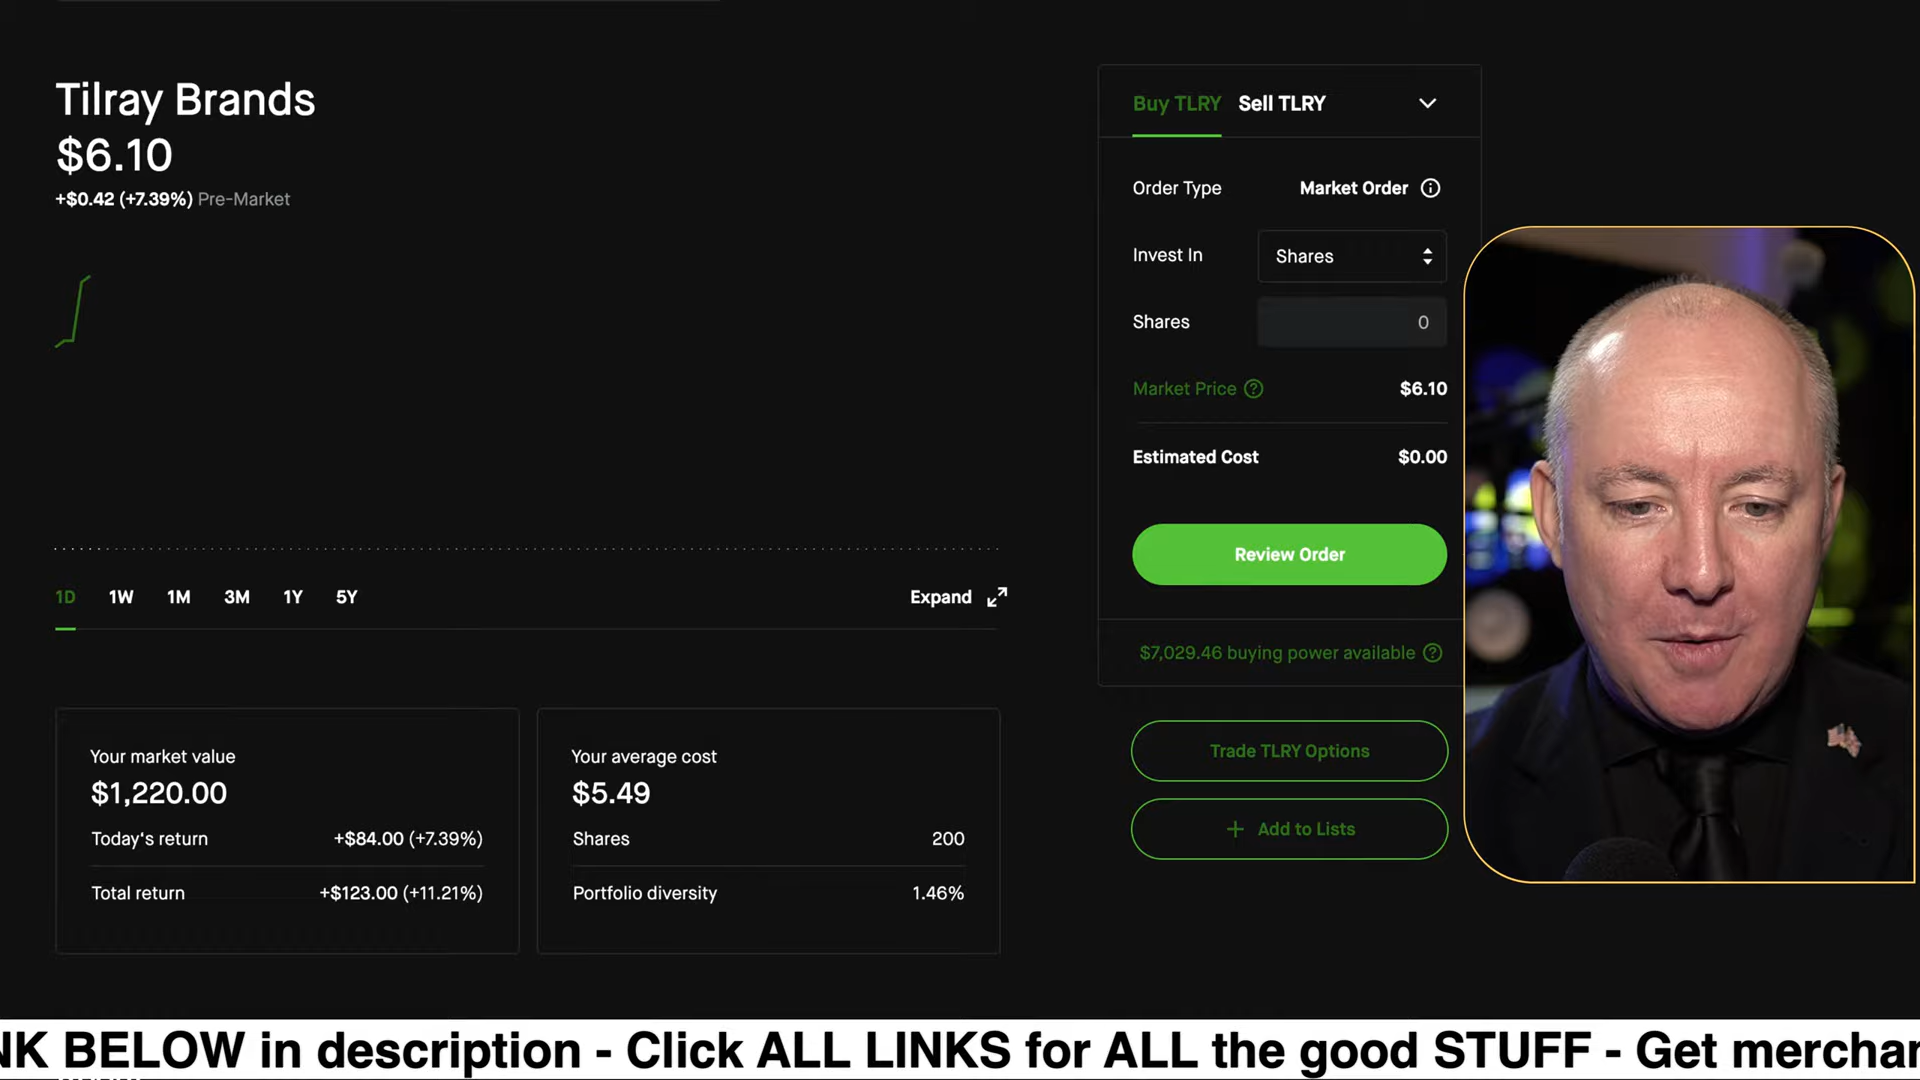 Tilray Brands
$6.10
+$0.42 (+7.39%) Pre-Market
1D 1W 1M 3M 1Y 5Y
Expand
Your market value
$1,220.00
Today's return +$84.00 (+7.39%)
Total return +$123.00 (+11.21%)
Your average cost
$5.49
Shares 200
Portfolio diversity 1.46%
Buy TLRY Sell TLRY
Order Type Market Order
Invest In Shares
Shares 0
Market Price $6.10
Estimated Cost $0.00
Review Order
$7,029.46 buying power available
Trade TLRY Options
+ Add to Lists
NK BELOW in description - Click ALL LINKS for ALL the good STUFF - Get merchan